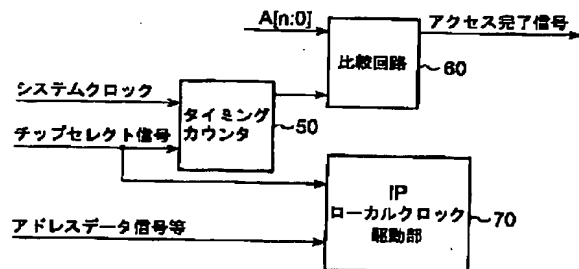 A[n:0]
アクセス完了信号
比較回路
60
システムクロック
タイミング
カウンタ
50
チップセレクト信号
IP
ローカルクロック
駆動部
70
アドレスデータ信号等